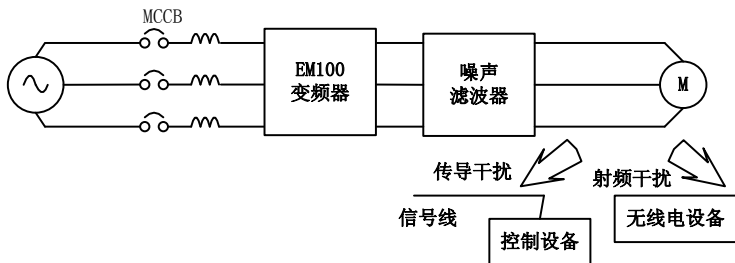 MCCB
EM100
变频器
噪声
滤波器
M
传导干扰
射频干扰
信号线
控制设备
无线电设备